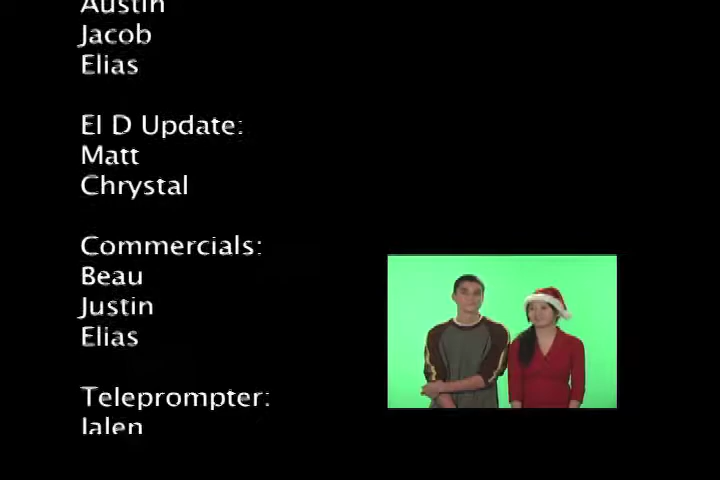 Austin
Jacob
Elias
El D Update:
Matt
Chrystal
Commercials:
Beau
Justin
Elias
Teleprompter:
Jalen